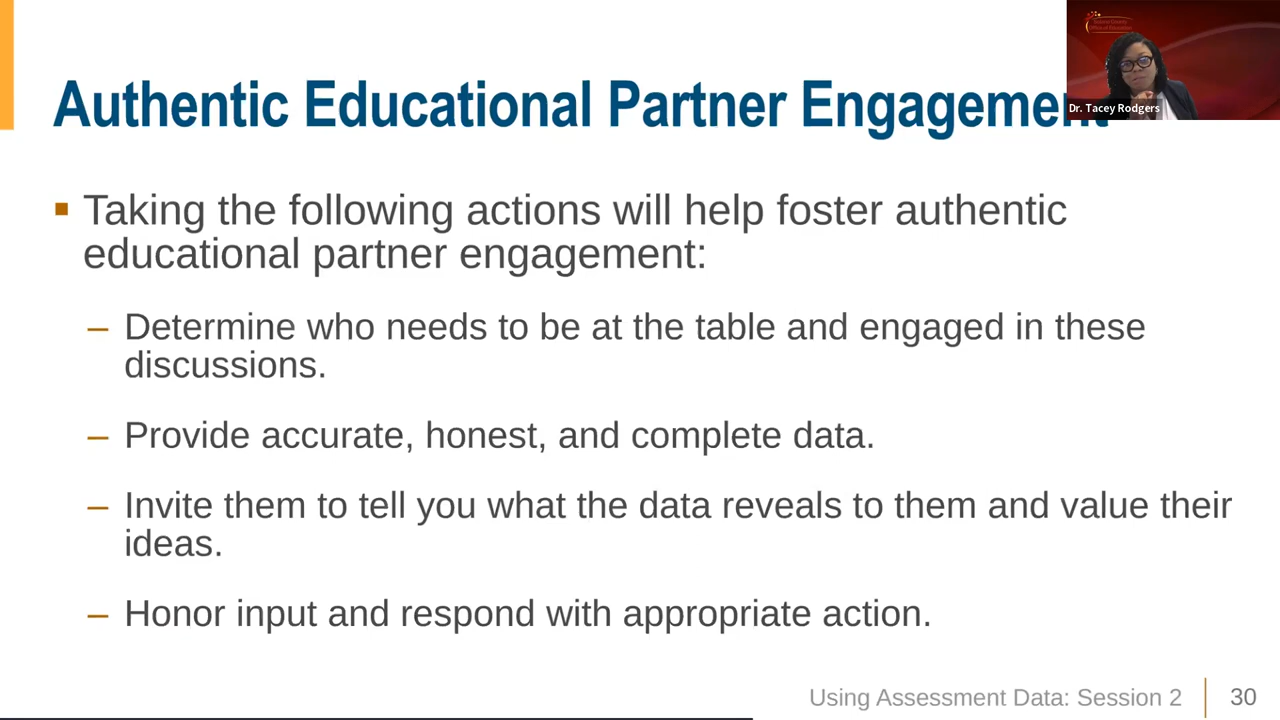 Authentic Educational Partner Engagement
Dr. Tacey Rodgers
▪ Taking the following actions will help foster authentic
educational partner engagement:
– Determine who needs to be at the table and engaged in these
discussions.
– Provide accurate, honest, and complete data.
– Invite them to tell you what the data reveals to them and value their
ideas.
– Honor input and respond with appropriate action.
Using Assessment Data: Session 2
30